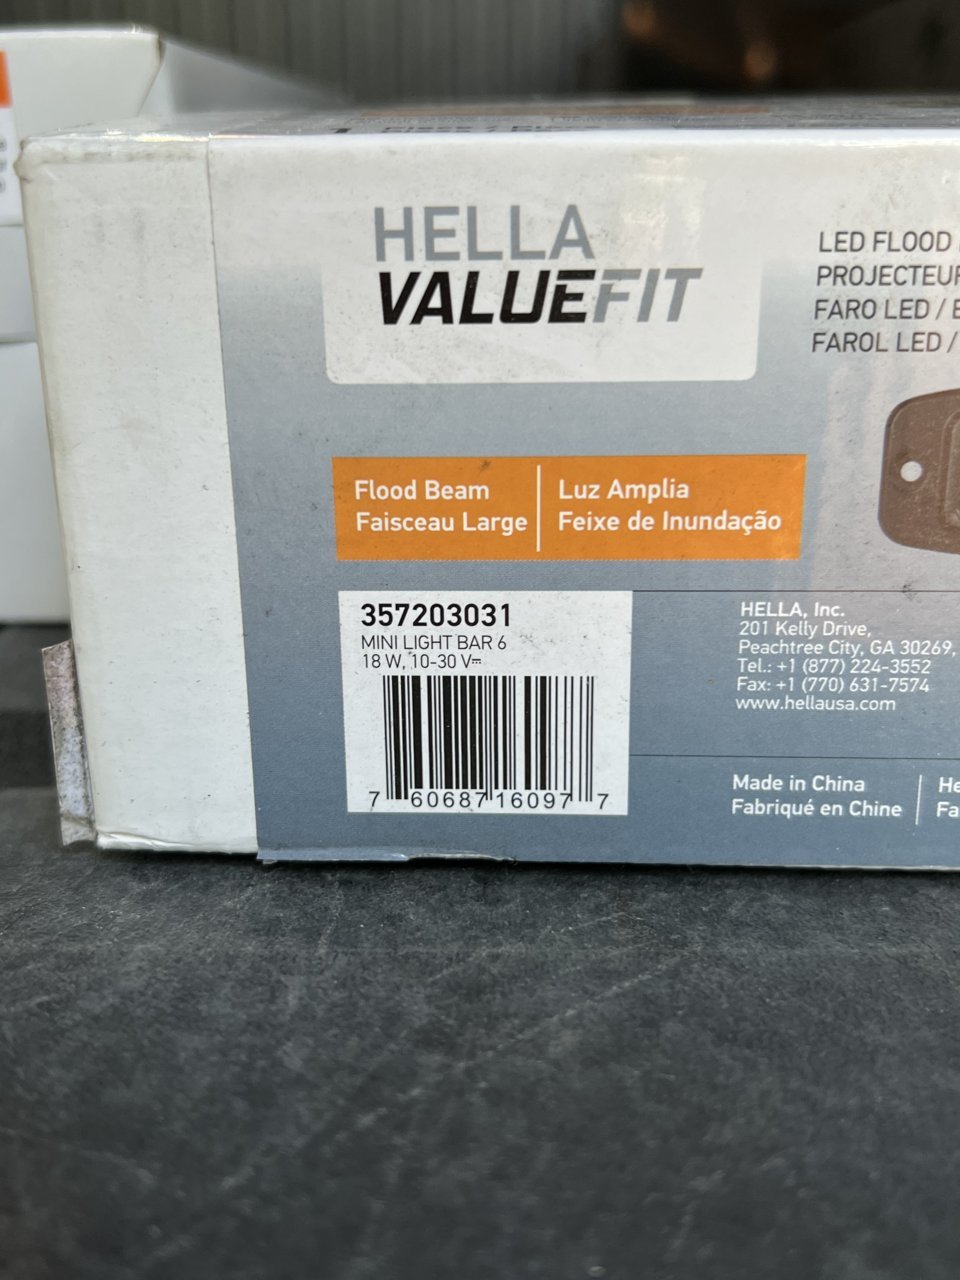 HELLA
VALUEFIT
LED FLOOD
PROJECTEUR
FARO LED /
FAROL LED /
Flood Beam
Faisceau Large
Luz Amplia
Feixe de Inundação
357203031
MINI LIGHT BAR 6
18 W, 10-30 V⎓
7 60687 16097 7
HELLA, Inc.
201 Kelly Drive,
Peachtree City, GA 30269,
Tel.: +1 (877) 224-3552
Fax: +1 (770) 631-7574
www.hellausa.com
Made in China
Fabriqué en Chine